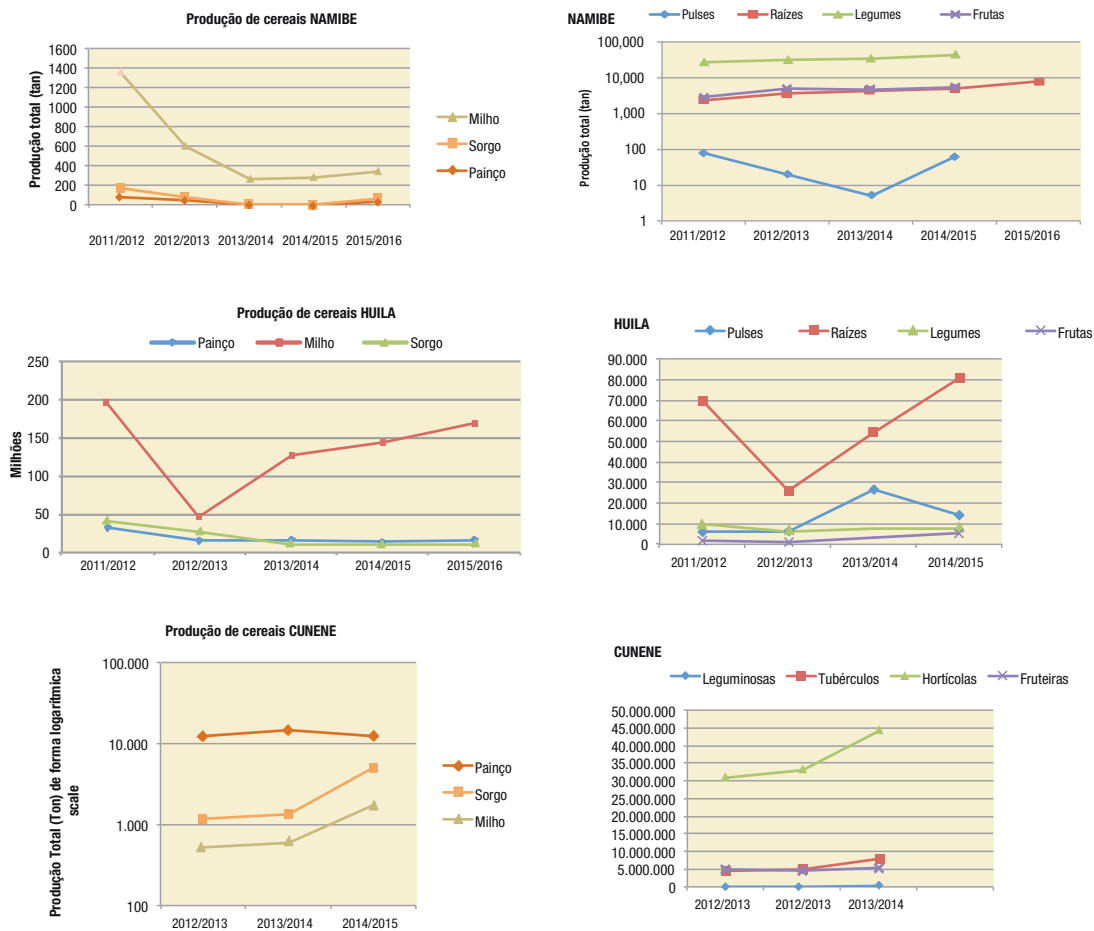 Produção de cereais NAMIBE
Produção total (tan)
1600
1400
1200
1000
800
600
400
200
0
2011/2012 2012/2013 2013/2014 2014/2015 2015/2016
Milho
Sorgo
Painço
NAMIBE
Pulses Raízes Legumes Frutas
Produção total (tan)
100,000
10,000
1,000
100
10
1
2011/2012 2012/2013 2013/2014 2014/2015 2015/2016
Produção de cereais HUILA
Painço Milho Sorgo
Milhões
250
200
150
100
50
0
2011/2012 2012/2013 2013/2014 2014/2015 2015/2016
HUILA
Pulses Raízes Legumes Frutas
90.000
80.000
70.000
60.000
50.000
40.000
30.000
20.000
10.000
0
2011/2012 2012/2013 2013/2014 2014/2015
Produção de cereais CUNENE
Produção Total (Ton) de forma logarítmica
scale
100.000
10.000
1.000
100
2012/2013 2013/2014 2014/2015
Painço
Sorgo
Milho
CUNENE
Leguminosas Tubérculos Hortícolas Fruteiras
50.000.000
45.000.000
40.000.000
35.000.000
30.000.000
25.000.000
20.000.000
15.000.000
10.000.000
5.000.000
0
2012/2013 2012/2013 2013/2014